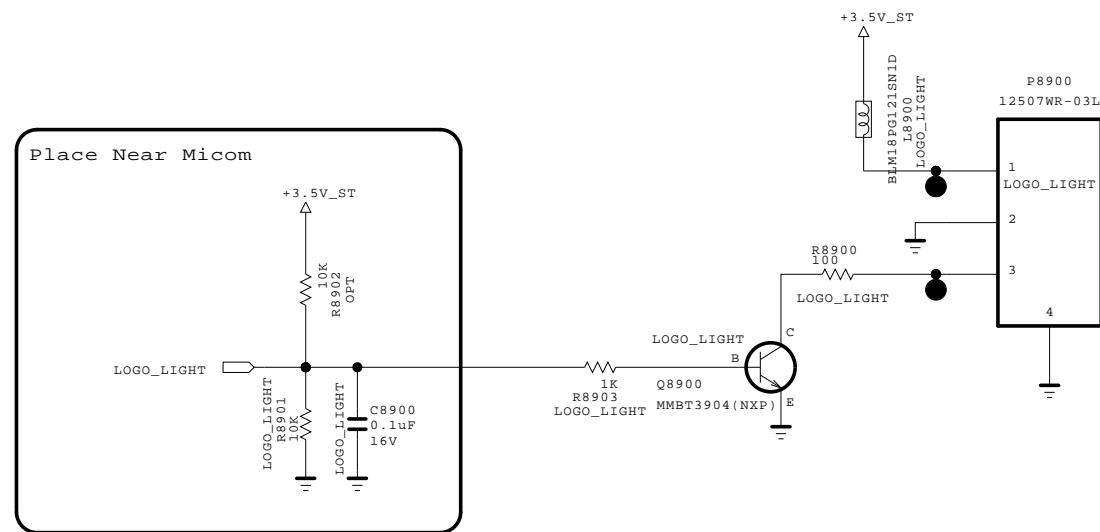 +3.5V_ST
BLM18PG121SN1D
L8900
LOGO_LIGHT
P8900
12507WR-03L
1
LOGO_LIGHT
2
3
4
Place Near Micom
+3.5V_ST
10K
R8902
OPT
LOGO_LIGHT
LOGO_LIGHT
R8901
10K
LOGO_LIGHT
C8900
0.1uF
16V
1K
R8903
LOGO_LIGHT
R8900
100
LOGO_LIGHT
LOGO_LIGHT
C
B
E
Q8900
MMBT3904(NXP)